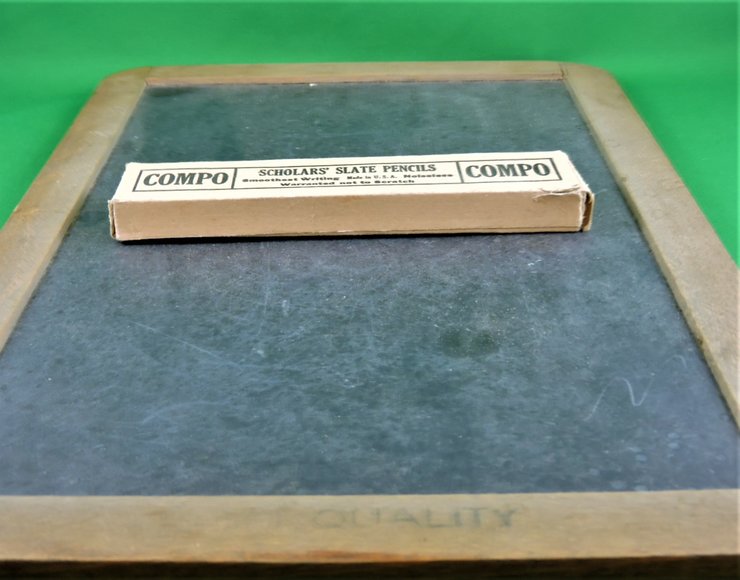 COMPO SCHOLARS' SLATE PENCILS COMPO
Smoothest Writing Made in U.S.A. Noiseless
Warranted not to Scratch
QUALITY